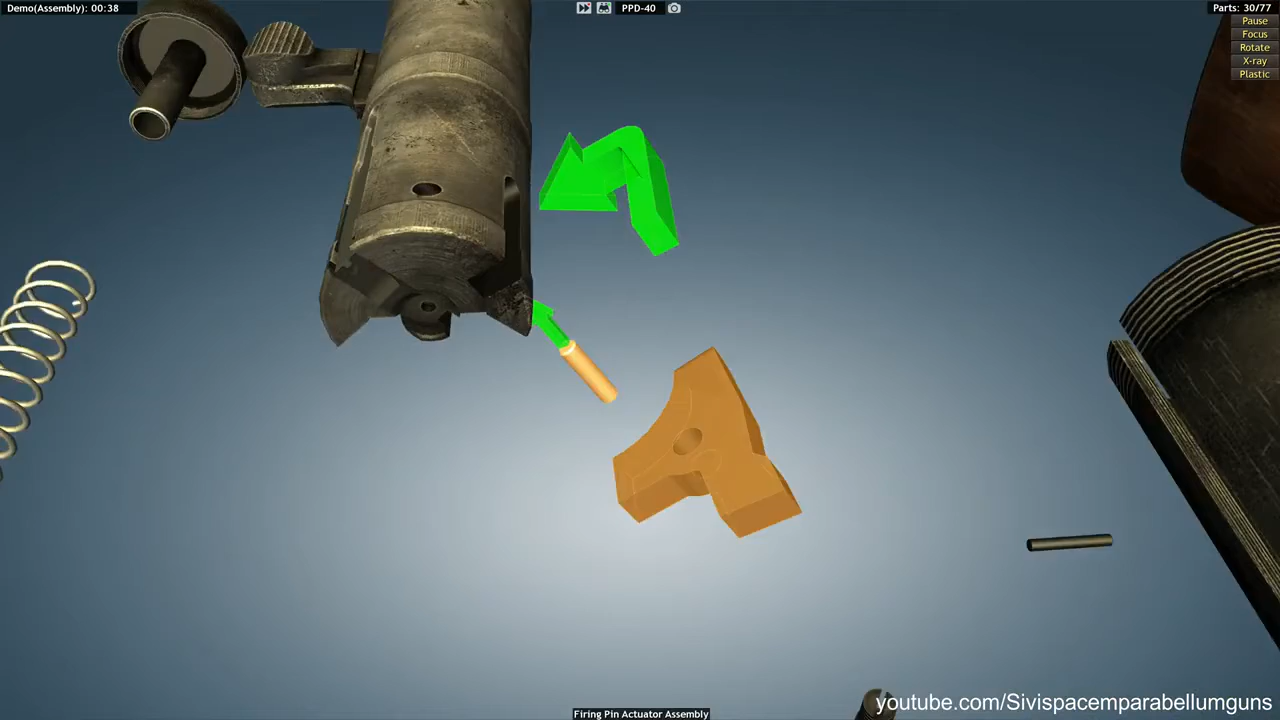 Demo(Assembly): 00:38
PPD-40
Parts: 30/77
Pause
Focus
Rotate
X-ray
Plastic
youtube.com/Sivispacemparabellumguns
Firing Pin Actuator Assembly